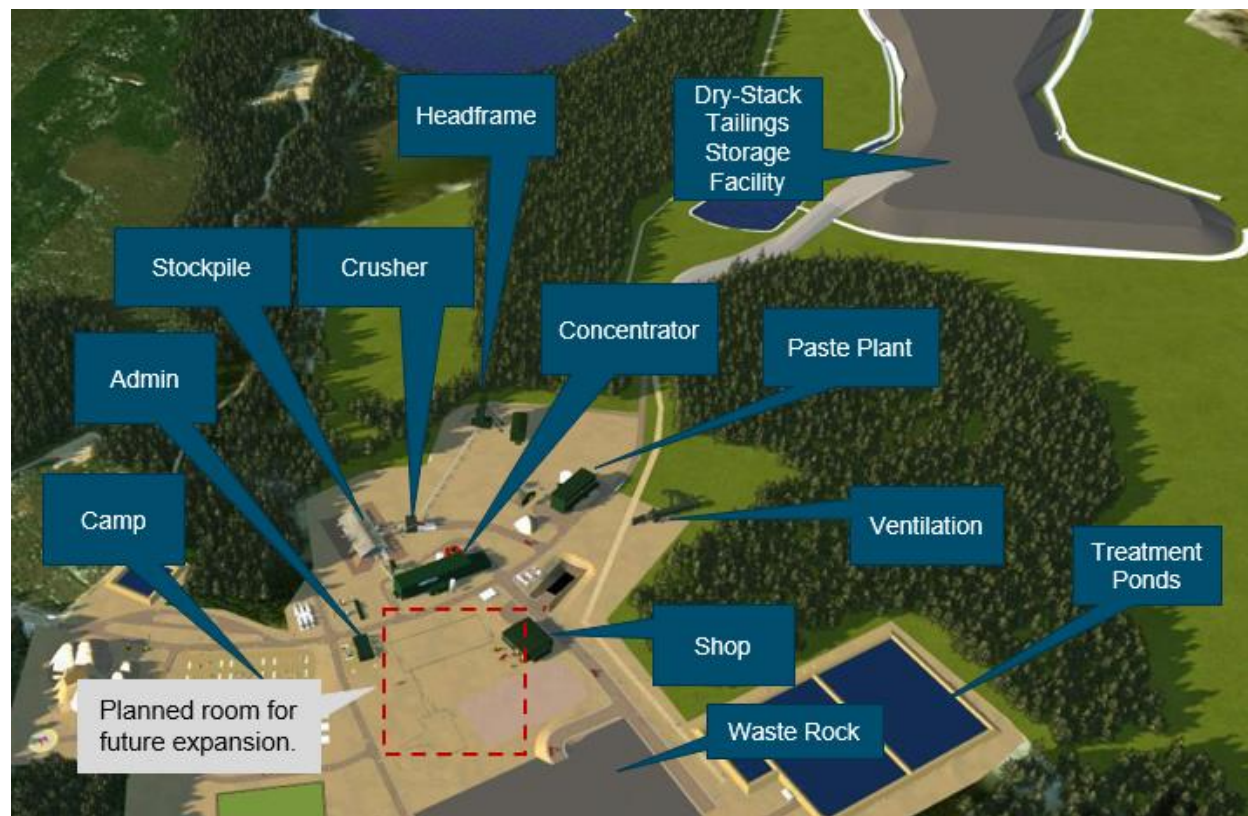 Headframe
Dry-Stack
Tailings
Storage
Facility
Stockpile
Crusher
Concentrator
Paste Plant
Admin
Camp
Ventilation
Treatment
Ponds
Shop
Planned room for
future expansion.
Waste Rock